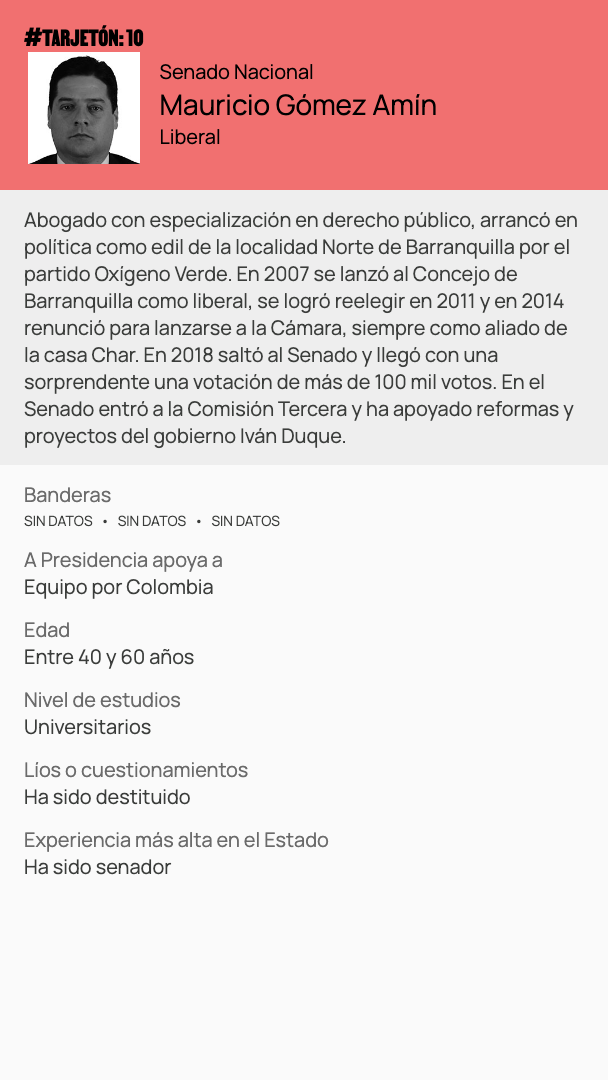 #TARJETÓN: 10
Senado Nacional
Mauricio Gómez Amín
Liberal
Abogado con especialización en derecho público, arrancó en
política como edil de la localidad Norte de Barranquilla por el
partido Oxígeno Verde. En 2007 se lanzó al Concejo de
Barranquilla como liberal, se logró reelegir en 2011 y en 2014
renunció para lanzarse a la Cámara, siempre como aliado de
la casa Char. En 2018 saltó al Senado y llegó con una
sorprendente una votación de más de 100 mil votos. En el
Senado entró a la Comisión Tercera y ha apoyado reformas y
proyectos del gobierno Iván Duque.
Banderas
SIN DATOS • SIN DATOS • SIN DATOS
A Presidencia apoya a
Equipo por Colombia
Edad
Entre 40 y 60 años
Nivel de estudios
Universitarios
Líos o cuestionamientos
Ha sido destituido
Experiencia más alta en el Estado
Ha sido senador